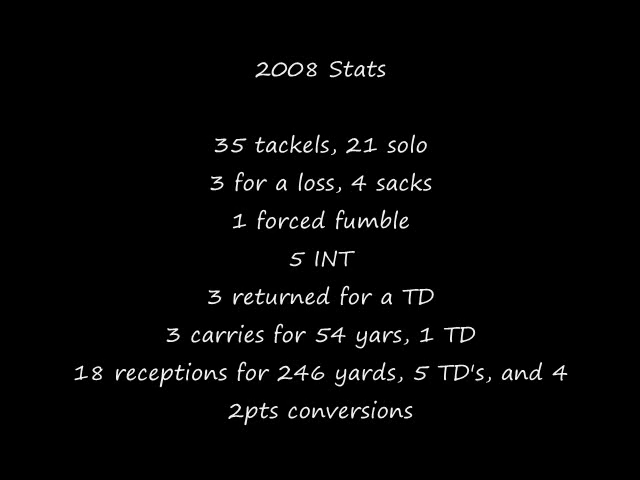 2008 Stats
35 tackels, 21 solo
3 for a loss, 4 sacks
1 forced fumble
5 INT
3 returned for a TD
3 carries for 54 yars, 1 TD
18 receptions for 246 yards, 5 TD's, and 4
2pts conversions